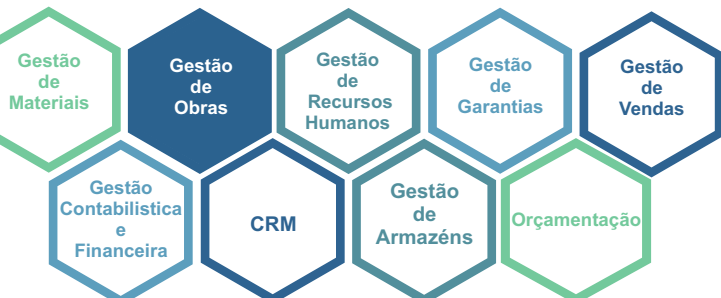 Gestão
de
Materiais
Gestão
de
Obras
Gestão
de
Recursos
Humanos
Gestão
de
Garantias
Gestão
de
Vendas
Gestão
Contabilistica
e
Financeira
CRM
Gestão
de
Armazéns
Orçamentação